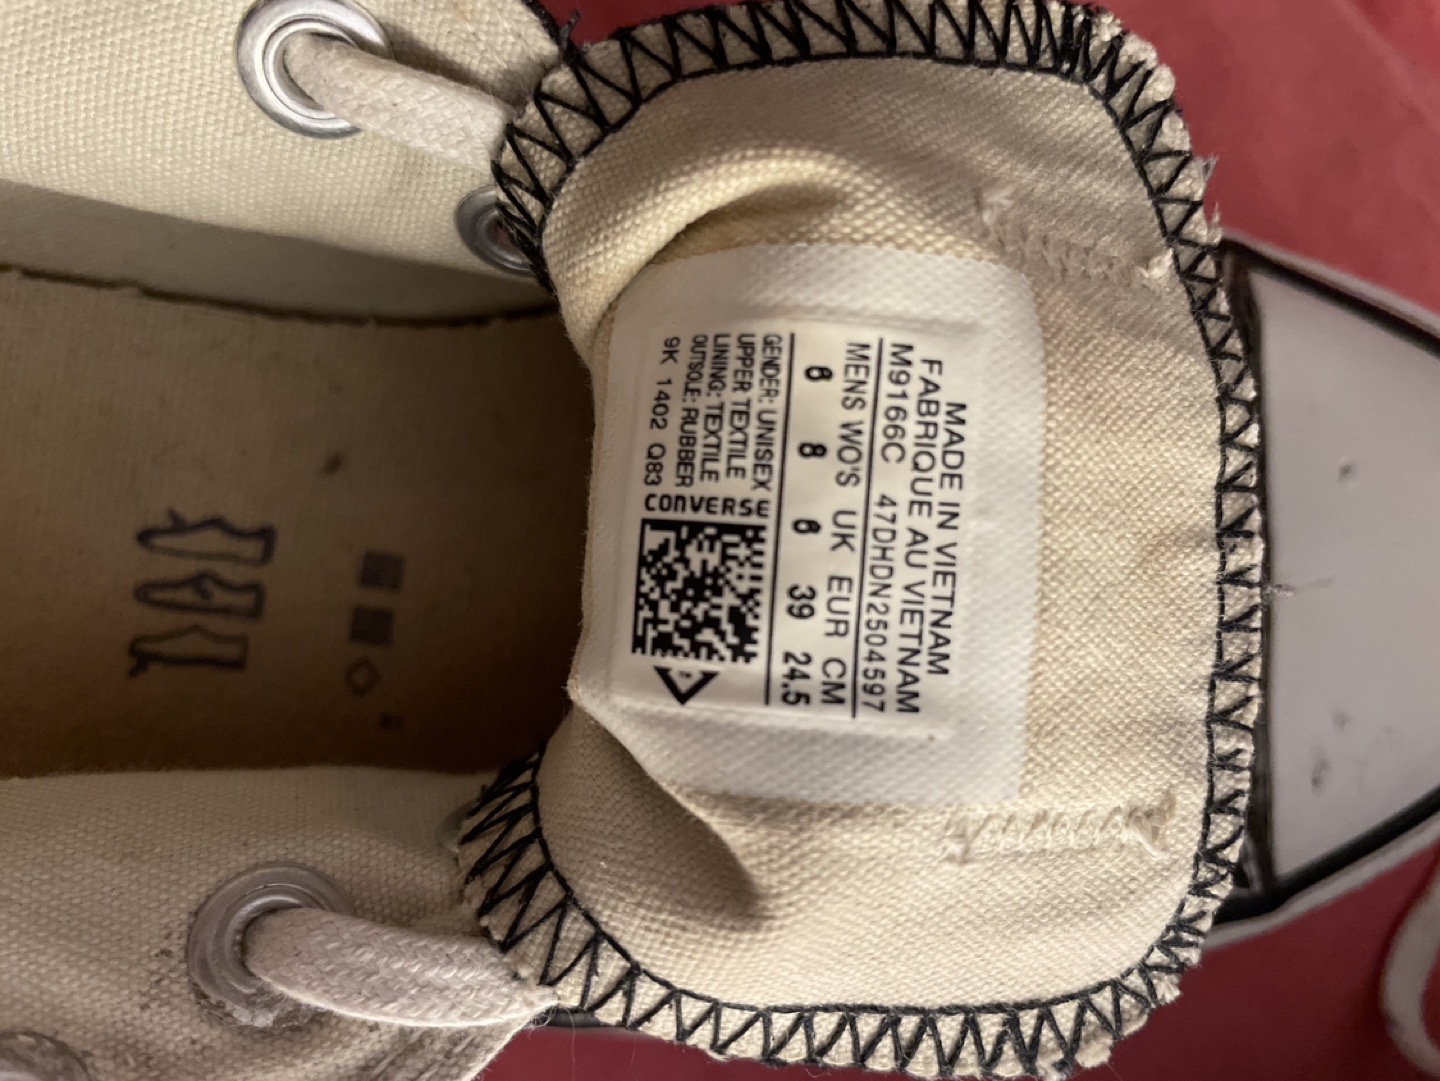 MADE IN VIETNAM
FABRIQUE AU VIETNAM
M9166C 47DHDN2504597
MENS WO'S UK EUR CM
6 8 6 39 24.5
GENDER: UNISEX
UPPER TEXTILE
LINING: TEXTILE
OUTSOLE: RUBBER
9K 1402 Q83
CONVERSE